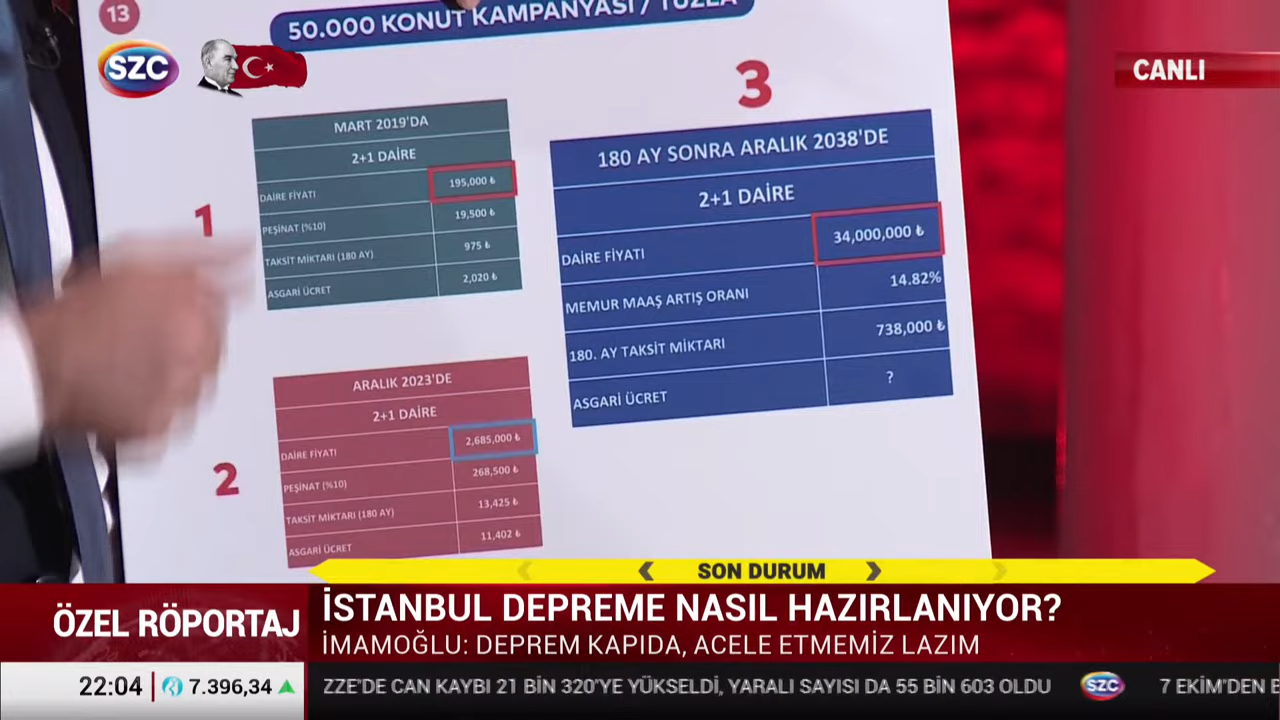 13
50.000 KONUT KAMPANYASI / TUZLA
SZC
CANLI
1
MART 2019'DA
2+1 DAİRE
DAİRE FİYATI 195,000 ₺
PEŞİNAT (%10) 19,500 ₺
TAKSİT MİKTARI (180 AY) 975 ₺
ASGARİ ÜCRET 2,020 ₺
2
ARALIK 2023'DE
2+1 DAİRE
DAİRE FİYATI 2,685,000 ₺
PEŞİNAT (%10) 268,500 ₺
TAKSİT MİKTARI (180 AY) 13,425 ₺
ASGARİ ÜCRET 11,402 ₺
3
180 AY SONRA ARALIK 2038'DE
2+1 DAİRE
DAİRE FİYATI 34,000,000 ₺
MEMUR MAAŞ ARTIŞ ORANI 14.82%
180. AY TAKSİT MİKTARI 738,000 ₺
ASGARİ ÜCRET ?
SON DURUM
ÖZEL RÖPORTAJ
İSTANBUL DEPREME NASIL HAZIRLANIYOR?
İMAMOĞLU: DEPREM KAPIDA, ACELE ETMEMİZ LAZIM
22:04 7.396,34
ZZE'DE CAN KAYBI 21 BİN 320'YE YÜKSELDİ, YARALI SAYISI DA 55 BİN 603 OLDU SZC 7 EKİM'DEN B